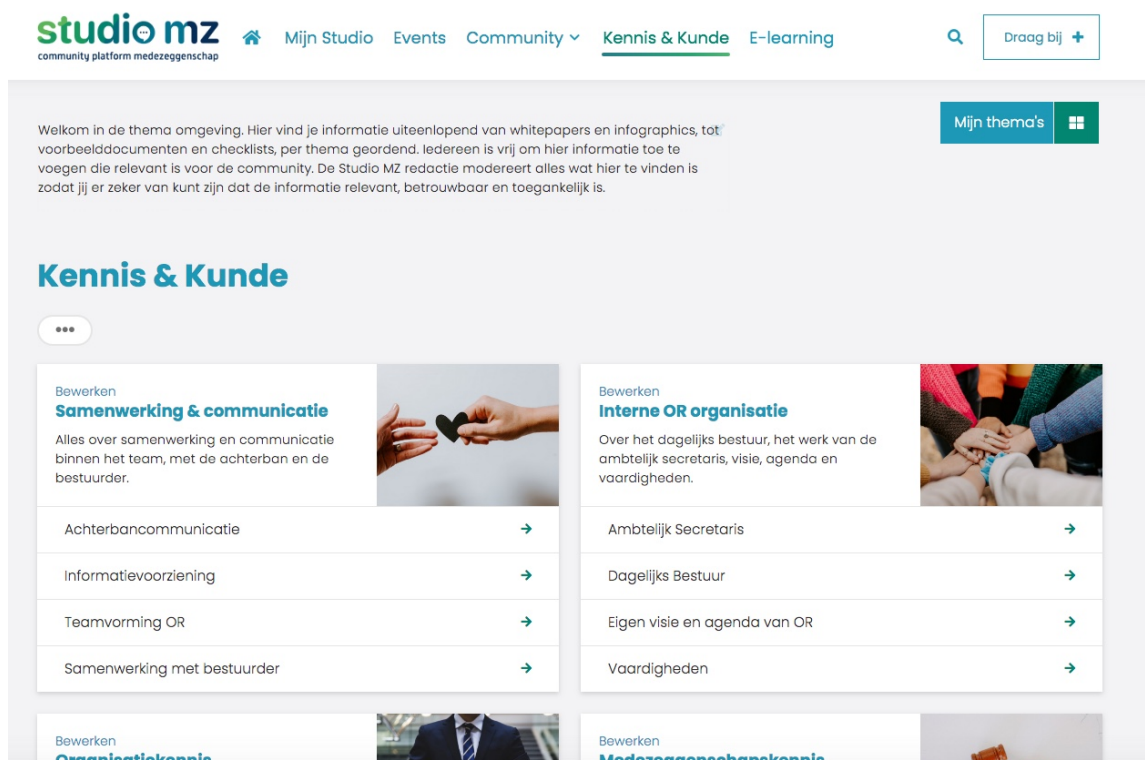 studio mz
community platform medezeggenschap
Mijn Studio Events Community Kennis & Kunde E-learning
Draag bij +
Mijn thema's
Welkom in de thema omgeving. Hier vind je informatie uiteenlopend van whitepapers en infographics, tot
voorbeelddocumenten en checklists, per thema geordend. Iedereen is vrij om hier informatie toe te
voegen die relevant is voor de community. De Studio MZ redactie modereert alles wat hier te vinden is
zodat jij er zeker van kunt zijn dat de informatie relevant, betrouwbaar en toegankelijk is.
Kennis & Kunde
•••
Bewerken
Samenwerking & communicatie
Alles over samenwerking en communicatie
binnen het team, met de achterban en de
bestuurder.
Achterbancommunicatie
Informatievoorziening
Teamvorming OR
Samenwerking met bestuurder
Bewerken
Interne OR organisatie
Over het dagelijks bestuur, het werk van de
ambtelijk secretaris, visie, agenda en
vaardigheden.
Ambtelijk Secretaris
Dagelijks Bestuur
Eigen visie en agenda van OR
Vaardigheden
Bewerken
Organisatiekennis
Bewerken
Medezeggenschapskennis